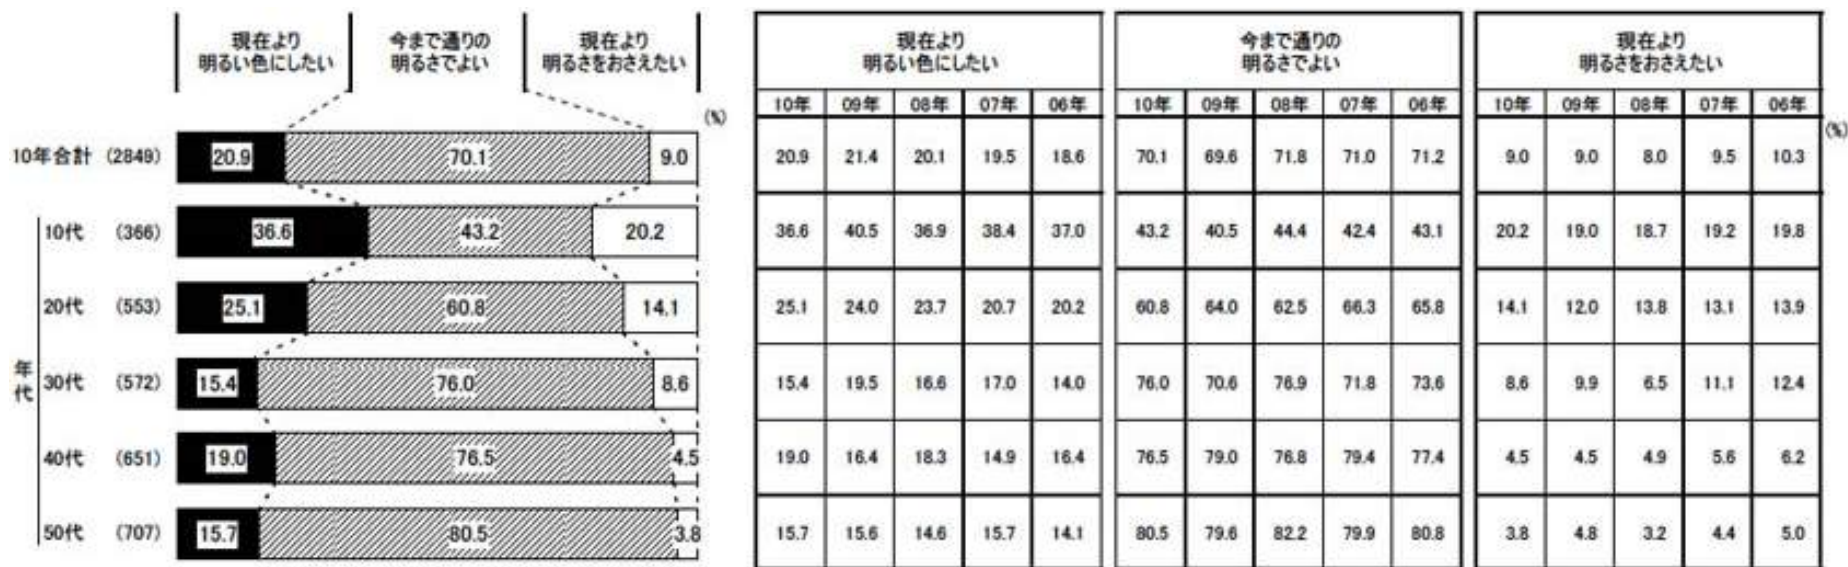 現在より 今まで通りの 現在より
明るい色にしたい 明るさでよい 明るさをおさえたい
(%)
10年合計 (2849) 20.9 70.1 9.0
年代
10代 (366) 36.6 43.2 20.2
20代 (553) 25.1 60.8 14.1
30代 (572) 15.4 76.0 8.6
40代 (651) 19.0 76.5 4.5
50代 (707) 15.7 80.5 3.8
現在より 今まで通りの 現在より
明るい色にしたい 明るさでよい 明るさをおさえたい
10年 09年 08年 07年 06年 10年 09年 08年 07年 06年 10年 09年 08年 07年 06年
(%)
20.9 21.4 20.1 19.5 18.6 70.1 69.6 71.8 71.0 71.2 9.0 9.0 8.0 9.5 10.3
36.6 40.5 36.9 38.4 37.0 43.2 40.5 44.4 42.4 43.1 20.2 19.0 18.7 19.2 19.8
25.1 24.0 23.7 20.7 20.2 60.8 64.0 62.5 66.3 65.8 14.1 12.0 13.8 13.1 13.9
15.4 19.5 16.6 17.0 14.0 76.0 70.6 76.9 71.8 73.6 8.6 9.9 6.5 11.1 12.4
19.0 16.4 18.3 14.9 16.4 76.5 79.0 76.8 79.4 77.4 4.5 4.5 4.9 5.6 6.2
15.7 15.6 14.6 15.7 14.1 80.5 79.6 82.2 79.9 80.8 3.8 4.8 3.2 4.4 5.0